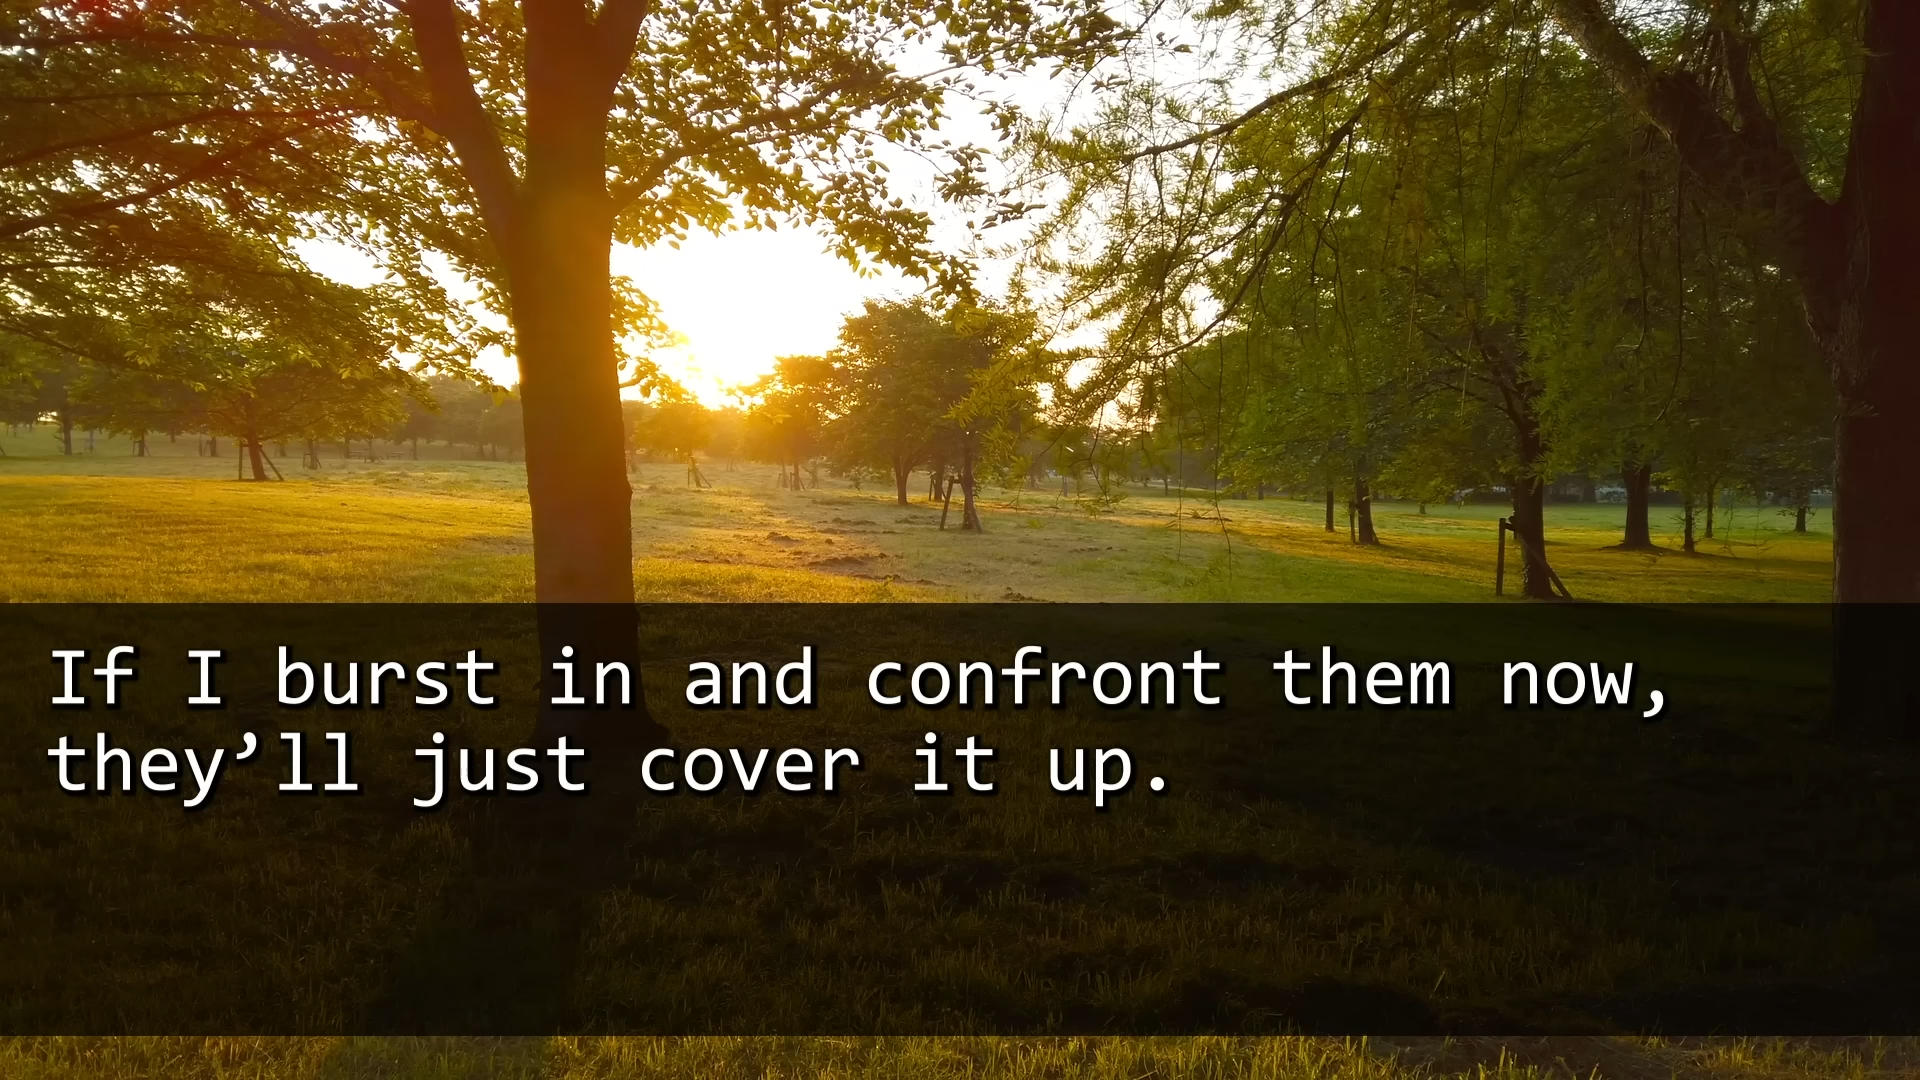 If I burst in and confront them now,
they’ll just cover it up.